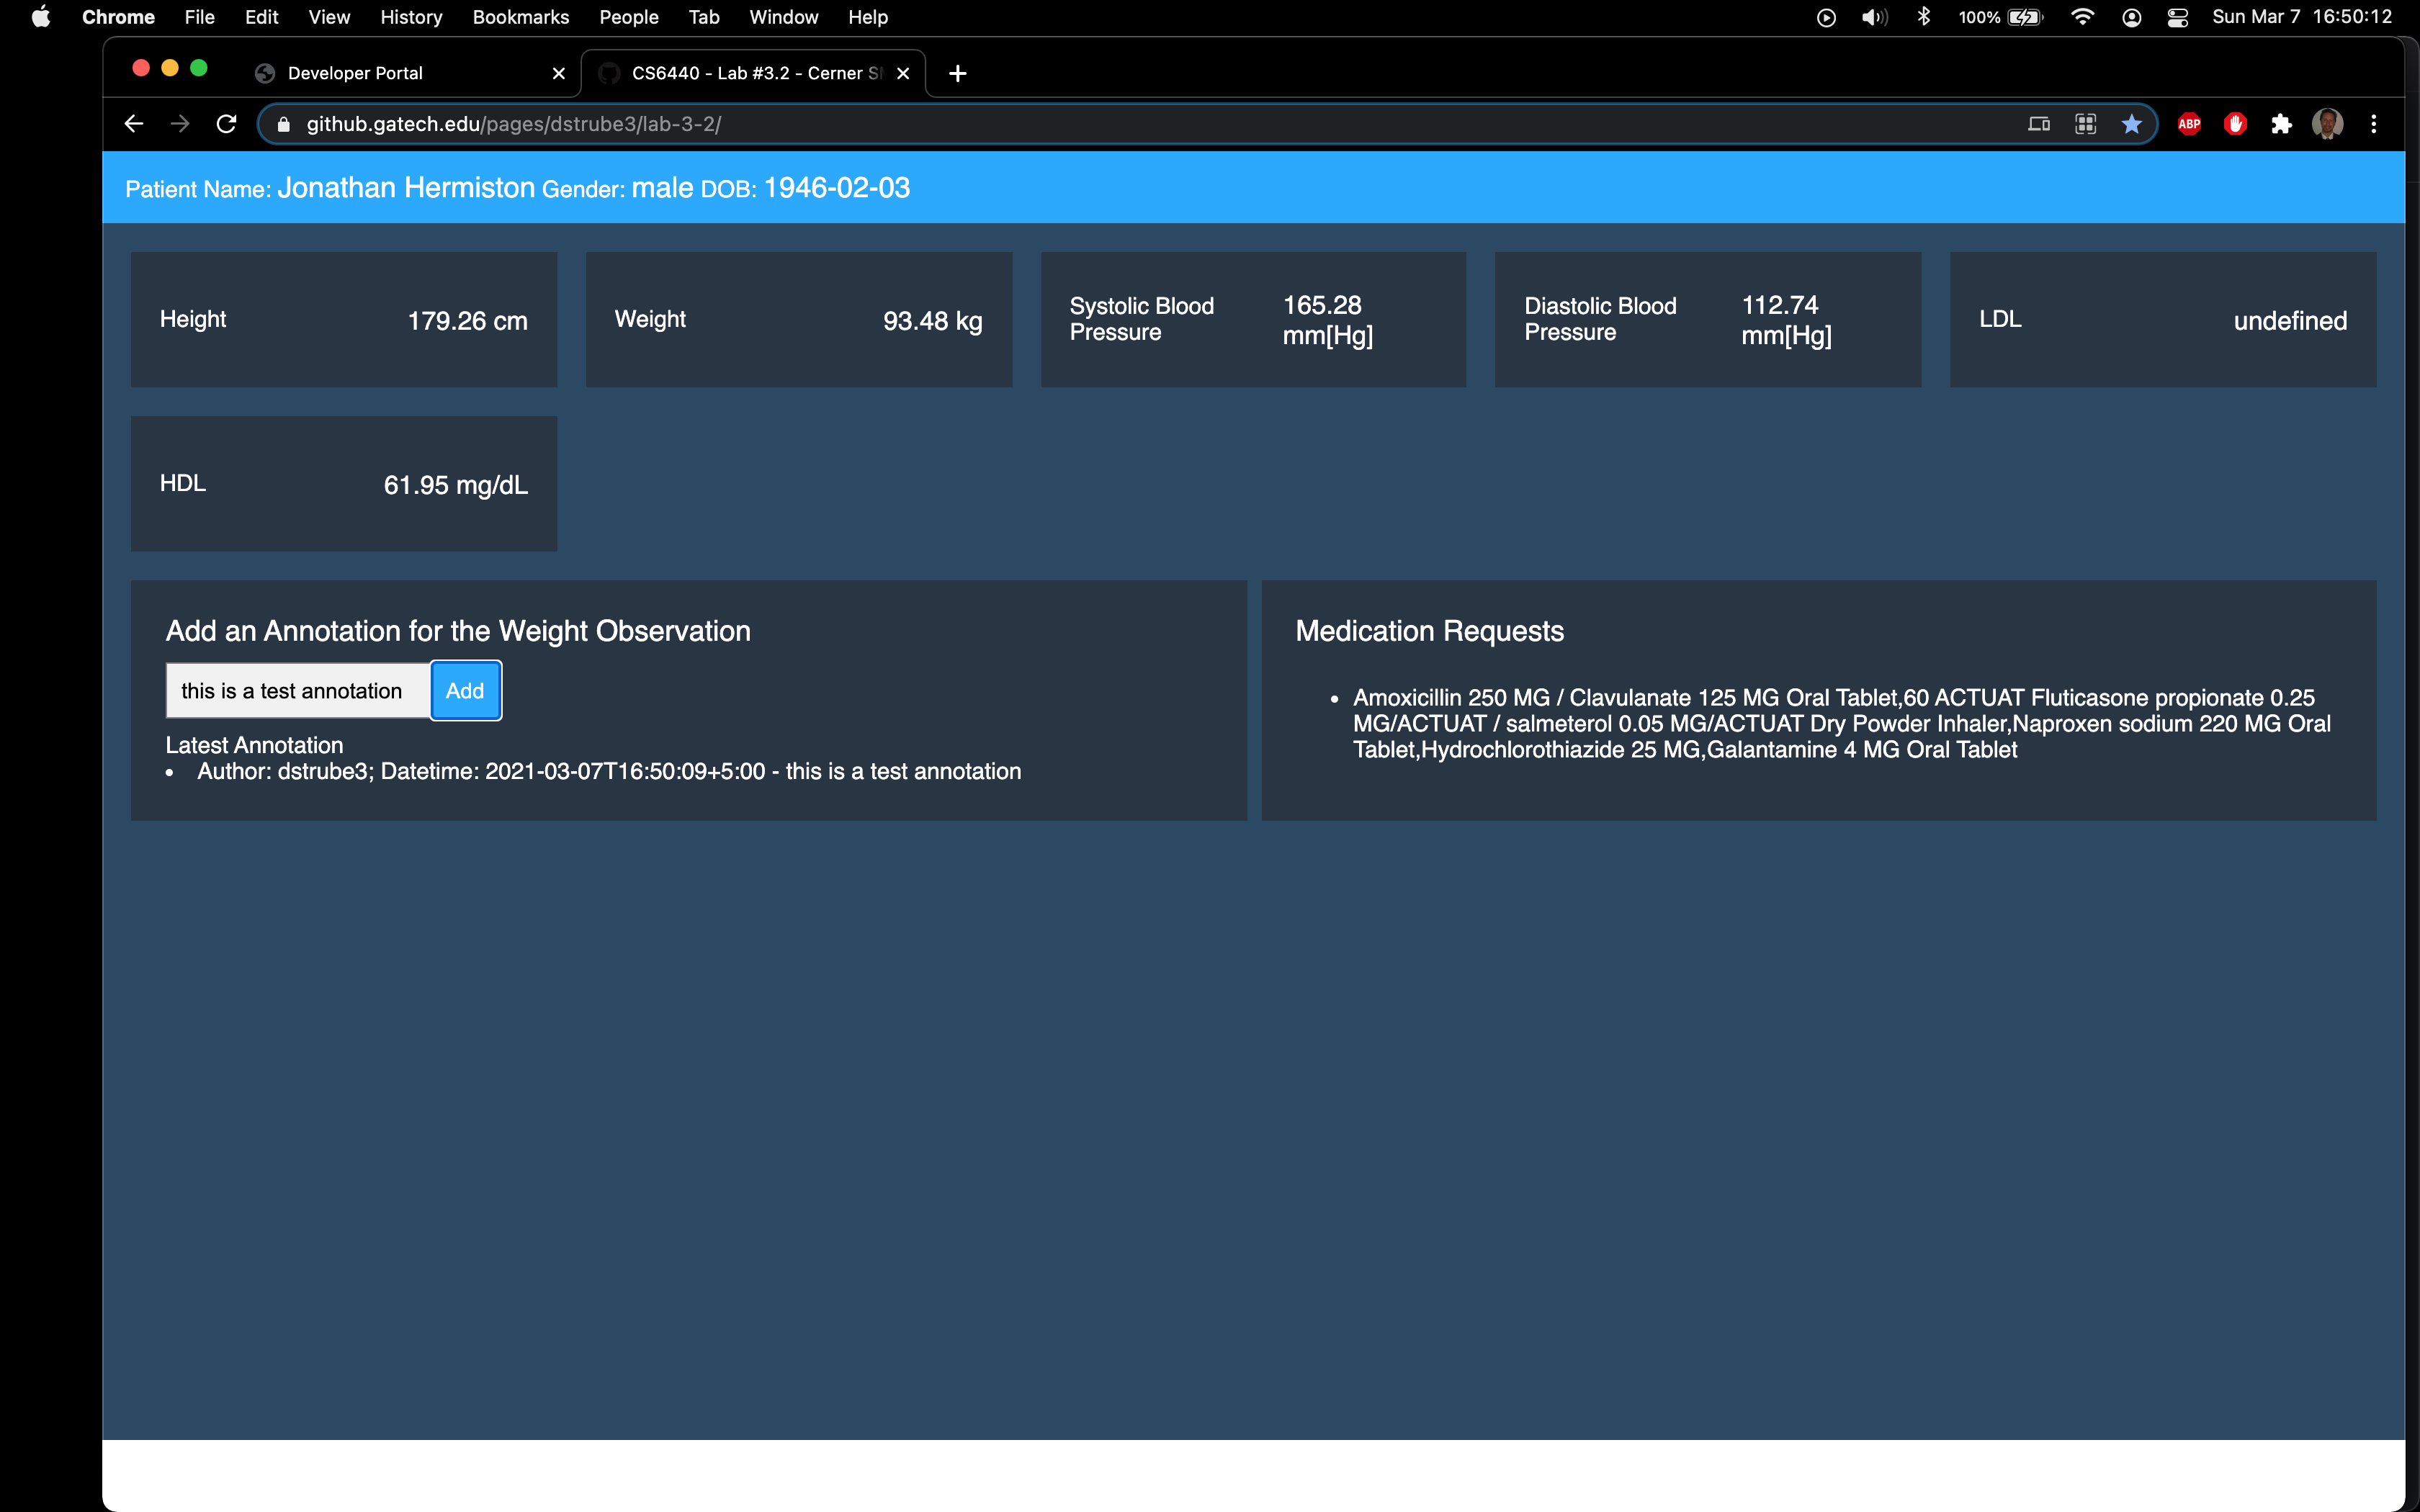 Chrome File Edit View History Bookmarks People Tab Window Help 100% Sun Mar 7 16:50:12
Developer Portal CS6440 - Lab #3.2 - Cerner
github.gatech.edu/pages/dstrube3/lab-3-2/ ABP
Patient Name: Jonathan Hermiston Gender: male DOB: 1946-02-03
Height 179.26 cm
Weight 93.48 kg
Systolic Blood
Pressure
165.28
mm[Hg]
Diastolic Blood
Pressure
112.74
mm[Hg]
LDL undefined
HDL 61.95 mg/dL
Add an Annotation for the Weight Observation
this is a test annotation Add
Latest Annotation
• Author: dstrube3; Datetime: 2021-03-07T16:50:09+5:00 - this is a test annotation
Medication Requests
• Amoxicillin 250 MG / Clavulanate 125 MG Oral Tablet,60 ACTUAT Fluticasone propionate 0.25
MG/ACTUAT / salmeterol 0.05 MG/ACTUAT Dry Powder Inhaler,Naproxen sodium 220 MG Oral
Tablet,Hydrochlorothiazide 25 MG,Galantamine 4 MG Oral Tablet